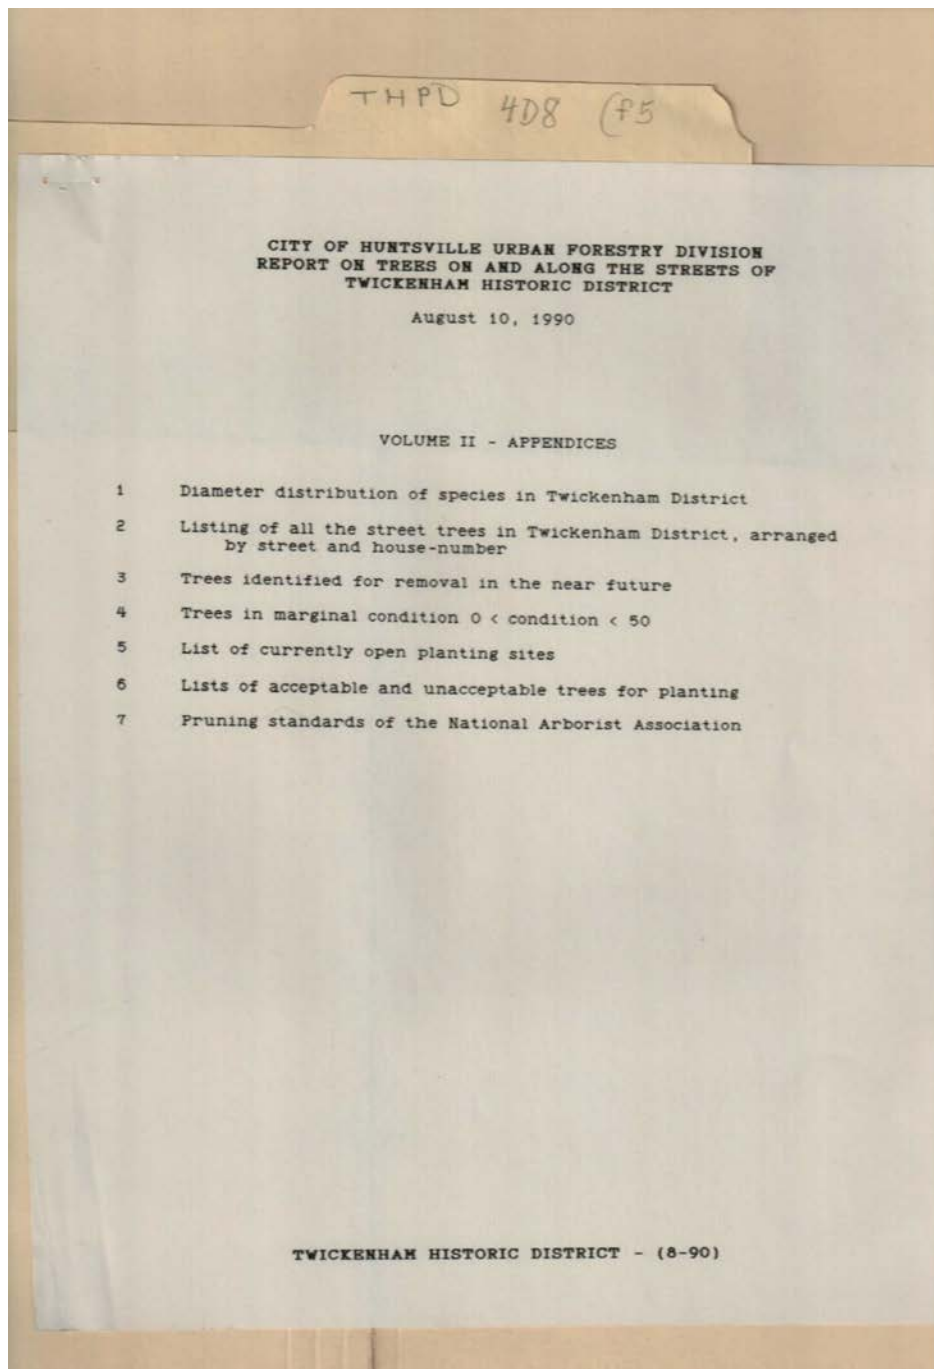 THPD 4D8 (f5
CITY OF HUNTSVILLE URBAN FORESTRY DIVISION
REPORT ON TREES ON AND ALONG THE STREETS OF
TWICKENHAM HISTORIC DISTRICT
August 10, 1990
VOLUME II - APPENDICES
1 Diameter distribution of species in Twickenham District
2 Listing of all the street trees in Twickenham District, arranged
by street and house-number
3 Trees identified for removal in the near future
4 Trees in marginal condition 0 < condition < 50
5 List of currently open planting sites
6 Lists of acceptable and unacceptable trees for planting
7 Pruning standards of the National Arborist Association
TWICKENHAM HISTORIC DISTRICT - (8-90)